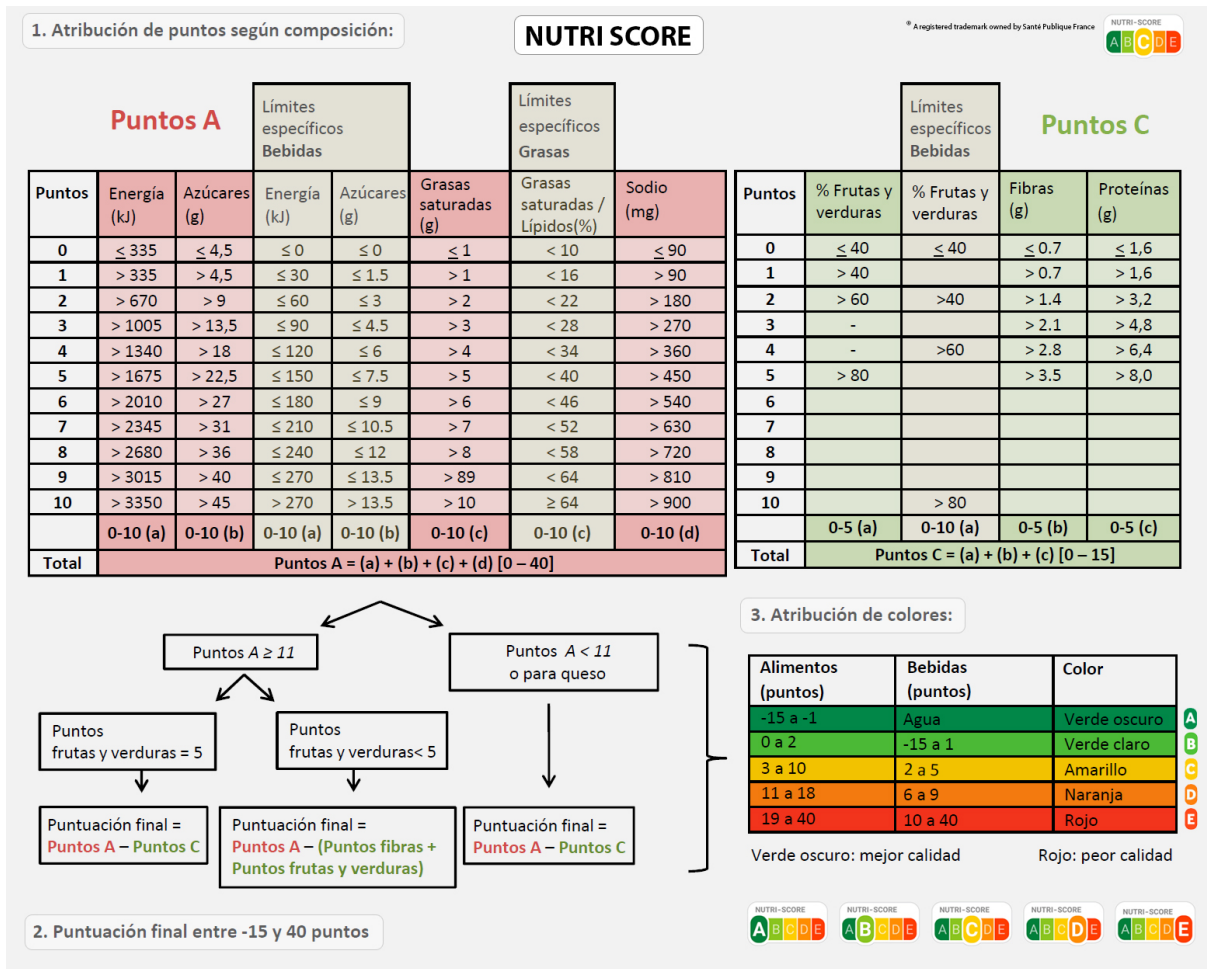 1. Atribución de puntos según composición:
NUTRI SCORE
® A registered trademark owned by Santé Publique France
NUTRI-SCORE
A B C D E
Puntos A
Límites
específicos
Bebidas
Límites
específicos
Grasas
Límites
específicos
Bebidas
Puntos C
Puntos Energía (kJ) Azúcares (g) Energía (kJ) Azúcares (g) Grasas saturadas (g) Grasas saturadas / Lípidos(%) Sodio (mg)
0 ≤ 335 ≤ 4,5 ≤ 0 ≤ 0 ≤ 1 < 10 ≤ 90
1 > 335 > 4,5 ≤ 30 ≤ 1.5 > 1 < 16 > 90
2 > 670 > 9 ≤ 60 ≤ 3 > 2 < 22 > 180
3 > 1005 > 13,5 ≤ 90 ≤ 4.5 > 3 < 28 > 270
4 > 1340 > 18 ≤ 120 ≤ 6 > 4 < 34 > 360
5 > 1675 > 22,5 ≤ 150 ≤ 7.5 > 5 < 40 > 450
6 > 2010 > 27 ≤ 180 ≤ 9 > 6 < 46 > 540
7 > 2345 > 31 ≤ 210 ≤ 10.5 > 7 < 52 > 630
8 > 2680 > 36 ≤ 240 ≤ 12 > 8 < 58 > 720
9 > 3015 > 40 ≤ 270 ≤ 13.5 > 89 < 64 > 810
10 > 3350 > 45 > 270 > 13.5 > 10 ≥ 64 > 900
0-10 (a) 0-10 (b) 0-10 (a) 0-10 (b) 0-10 (c) 0-10 (c) 0-10 (d)
Total Puntos A = (a) + (b) + (c) + (d) [0 – 40]
Puntos % Frutas y verduras % Frutas y verduras Fibras (g) Proteínas (g)
0 ≤ 40 ≤ 40 ≤ 0.7 ≤ 1,6
1 > 40 > 0.7 > 1,6
2 > 60 >40 > 1.4 > 3,2
3 - > 2.1 > 4,8
4 - >60 > 2.8 > 6,4
5 > 80 > 3.5 > 8,0
6
7
8
9
10 > 80
0-5 (a) 0-10 (a) 0-5 (b) 0-5 (c)
Total Puntos C = (a) + (b) + (c) [0 – 15]
Puntos A ≥ 11
Puntos A < 11
o para queso
Puntos
frutas y verduras = 5
Puntos
frutas y verduras< 5
Puntuación final =
Puntos A – Puntos C
Puntuación final =
Puntos A – (Puntos fibras +
Puntos frutas y verduras)
Puntuación final =
Puntos A – Puntos C
2. Puntuación final entre -15 y 40 puntos
3. Atribución de colores:
Alimentos (puntos) Bebidas (puntos) Color
-15 a -1 Agua Verde oscuro A
0 a 2 -15 a 1 Verde claro B
3 a 10 2 a 5 Amarillo C
11 a 18 6 a 9 Naranja D
19 a 40 10 a 40 Rojo E
Verde oscuro: mejor calidad Rojo: peor calidad
NUTRI-SCORE NUTRI-SCORE NUTRI-SCORE NUTRI-SCORE NUTRI-SCORE
A B C D E A B C D E A B C D E A B C D E A B C D E